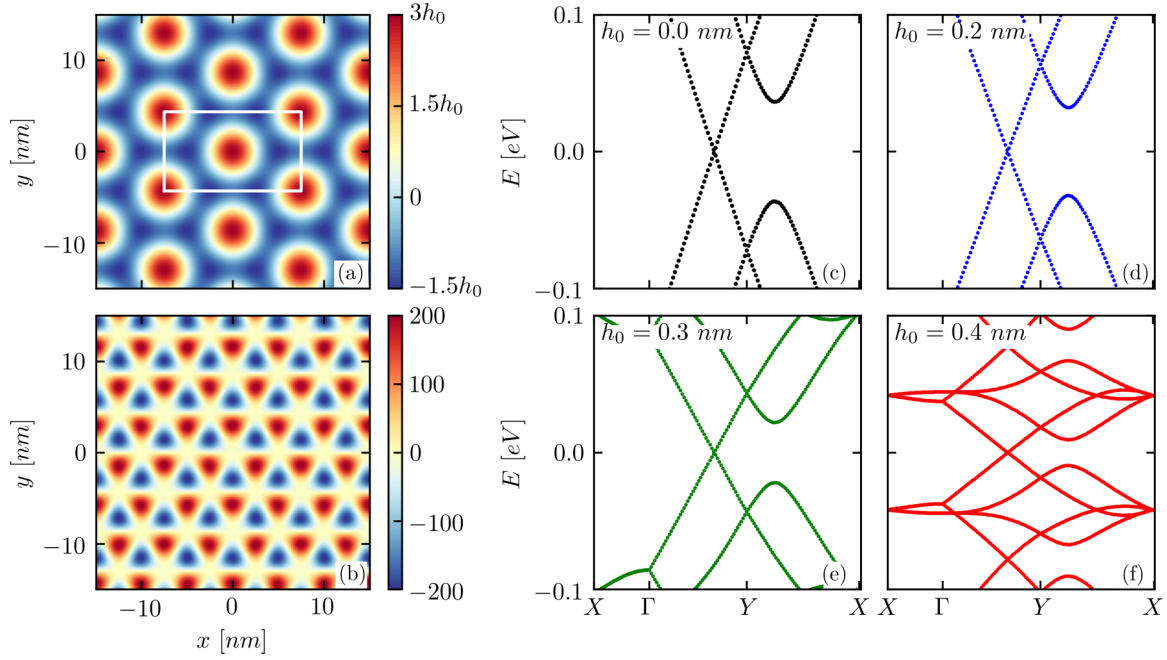 3h₀
1.5h₀
0
−1.5h₀
10
0
−10
y [nm]
(a)
200
100
0
−100
−200
10
0
−10
y [nm]
(b)
−10
0
10
x [nm]
0.1
0.0
−0.1
E [eV]
h₀ = 0.0 nm
(c)
h₀ = 0.2 nm
(d)
0.1
0.0
−0.1
E [eV]
h₀ = 0.3 nm
(e)
X
Γ
Y
X
h₀ = 0.4 nm
(f)
X
Γ
Y
X